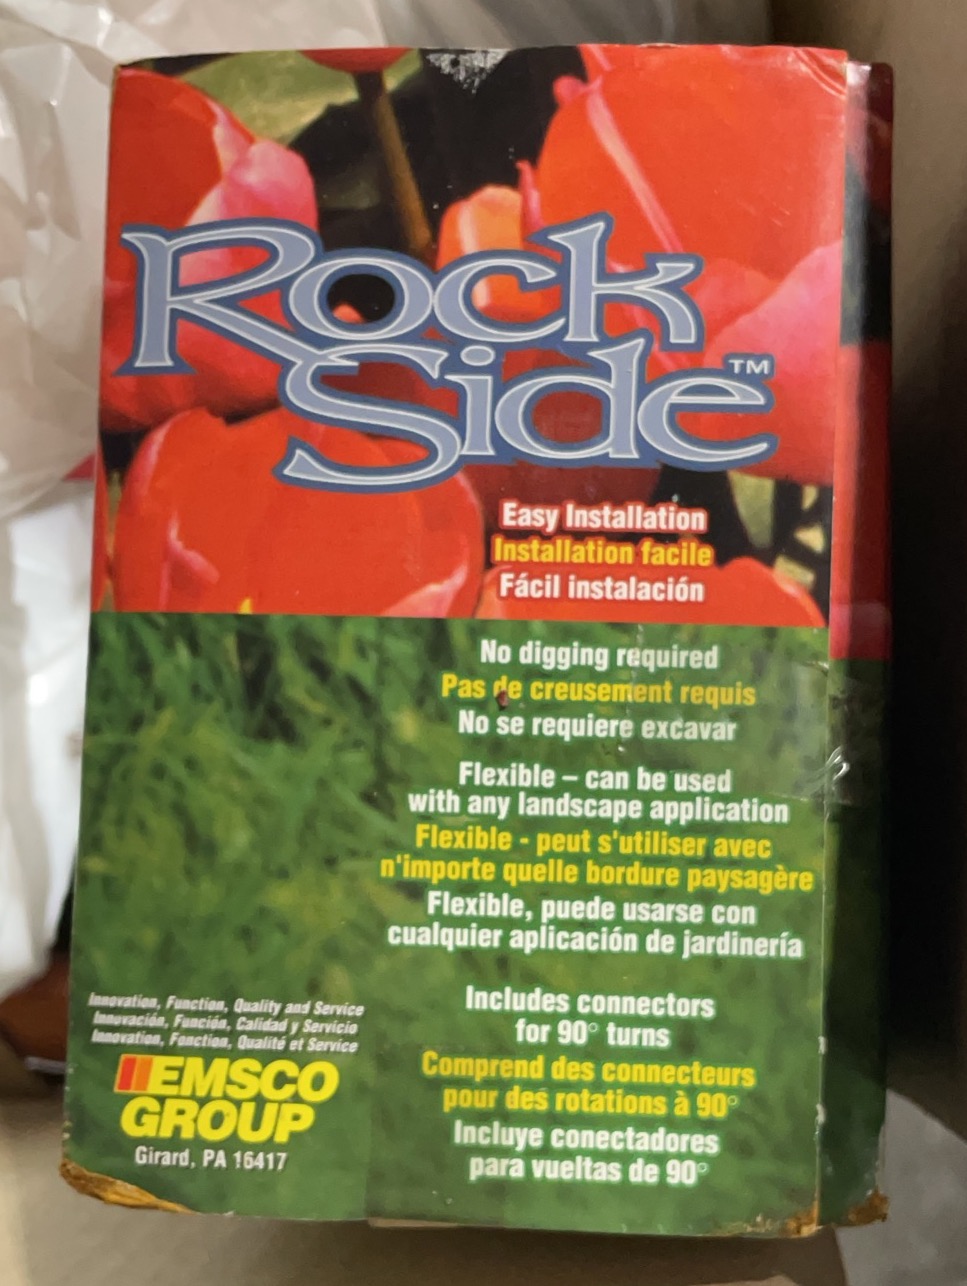 Rock
Side™
Easy Installation
Installation facile
Fácil instalación
No digging required
Pas de creusement requis
No se requiere excavar
Flexible – can be used
with any landscape application
Flexible - peut s'utiliser avec
n'importe quelle bordure paysagère
Flexible, puede usarse con
cualquier aplicación de jardinería
Includes connectors
for 90° turns
Comprend des connecteurs
pour des rotations à 90°
Incluye conectadores
para vueltas de 90°
Innovation, Function, Quality and Service
Innovación, Función, Calidad y Servicio
Innovation, Fonction, Qualité et Service
EMSCO
GROUP
Girard, PA 16417